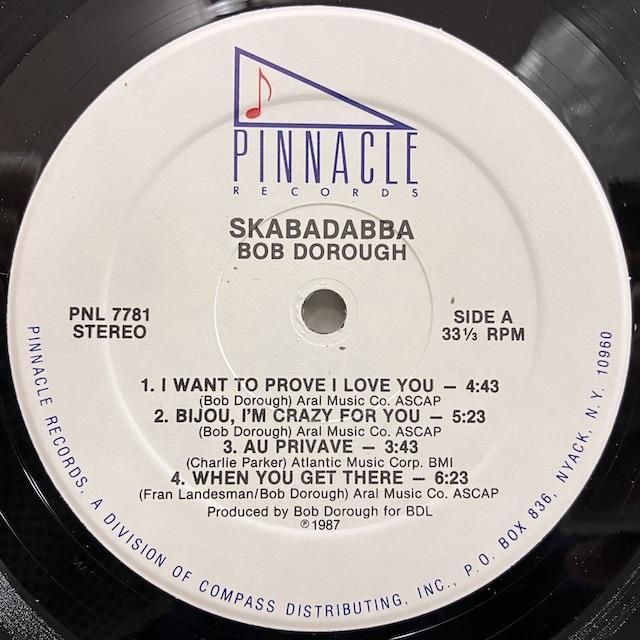 PINNACLE
RECORDS
SKABADABBA
BOB DOROUGH
PNL 7781
STEREO
SIDE A
33⅓ RPM
1. I WANT TO PROVE I LOVE YOU — 4:43
(Bob Dorough) Aral Music Co. ASCAP
2. BIJOU, I'M CRAZY FOR YOU — 5:23
(Bob Dorough) Aral Music Co. ASCAP
3. AU PRIVAVE — 3:43
(Charlie Parker) Atlantic Music Corp. BMI
4. WHEN YOU GET THERE — 6:23
(Fran Landesman/Bob Dorough) Aral Music Co. ASCAP
Produced by Bob Dorough for BDL
℗1987
PINNACLE RECORDS, A DIVISION OF COMPASS DISTRIBUTING, INC., P.O. BOX 836, NYACK, N.Y. 10960